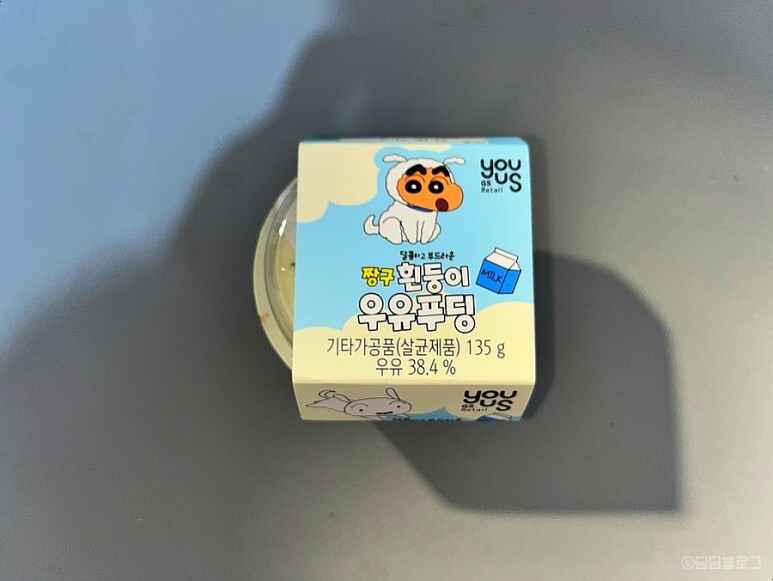 you
us
GS
Retail
달콤하고 부드러운
짱구 흰둥이
MILK
우유푸딩
기타가공품(살균제품) 135 g
우유 38.4 %
you
us
GS
Retail
©딤딤블로그